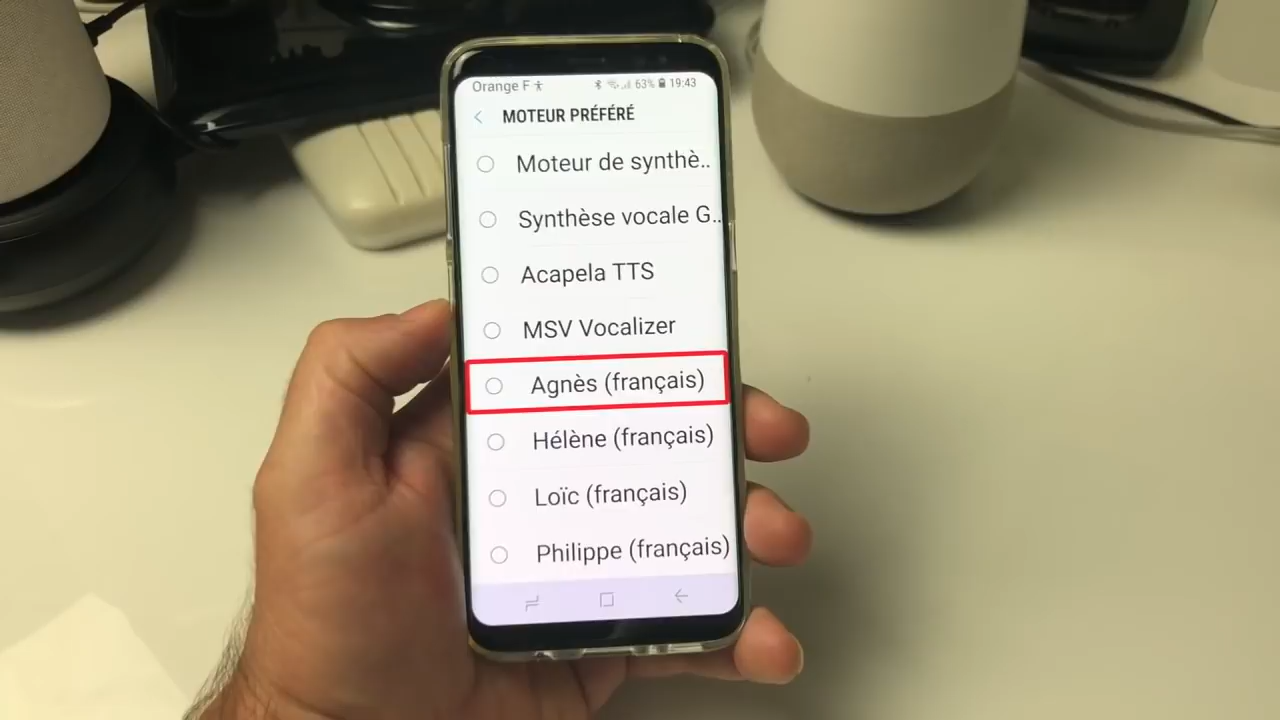 Orange F 63% 19:43
MOTEUR PRÉFÉRÉ
Moteur de synthè..
Synthèse vocale G..
Acapela TTS
MSV Vocalizer
Agnès (français)
Hélène (français)
Loïc (français)
Philippe (français)